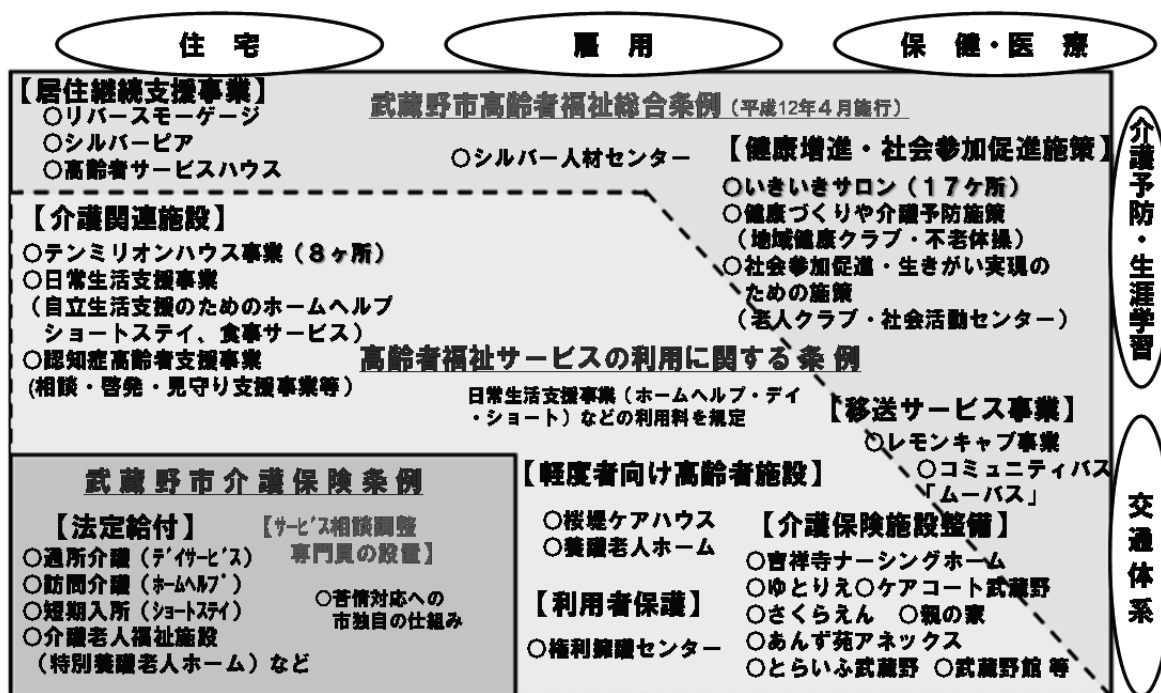 住 宅
雇 用
保 健・医 療
【居住継続支援事業】
○リバースモーゲージ
○シルバーピア
○高齢者サービスハウス
武蔵野市高齢者福祉総合条例（平成12年４月施行）
○シルバー人材センター
【健康増進・社会参加促進施策】
○いきいきサロン（１７ケ所）
○健康づくりや介護予防施策
（地域健康クラブ・不老体操）
○社会参加促進・生きがい実現の
ための施策
（老人クラブ・社会活動センター）
介護予防・生涯学習
【介護関連施設】
○テンミリオンハウス事業（８ヶ所）
○日常生活支援事業
（自立生活支援のためのホームヘルプ
ショートステイ、食事サービス）
○認知症高齢者支援事業
(相談・啓発・見守り支援事業等）
高齢者福祉サービスの利用に関する条例
日常生活支援事業（ホームヘルプ・デイ
・ショート）などの利用料を規定
【移送サービス事業】
○レモンキャブ事業
○コミュニティバス
「ムーバス」
交通体系
武蔵野市介護保険条例
【法定給付】
○通所介護（ﾃﾞｲｻｰﾋﾞｽ）
○訪問介護（ﾎｰﾑﾍﾙﾌﾟ）
○短期入所（ｼｮｰﾄｽﾃｲ）
○介護老人福祉施設
（特別養護老人ホーム）など
【ｻｰﾋﾞｽ相談調整
専門員の設置】
○苦情対応への
市独自の仕組み
【軽度者向け高齢者施設】
○桜堤ケアハウス
○養護老人ホーム
【利用者保護】
○権利擁護センター
【介護保険施設整備】
○吉祥寺ナーシングホーム
○ゆとりえ○ケアコート武蔵野
○さくらえん ○親の家
○あんず苑アネックス
○とらいふ武蔵野 ○武蔵野館 等